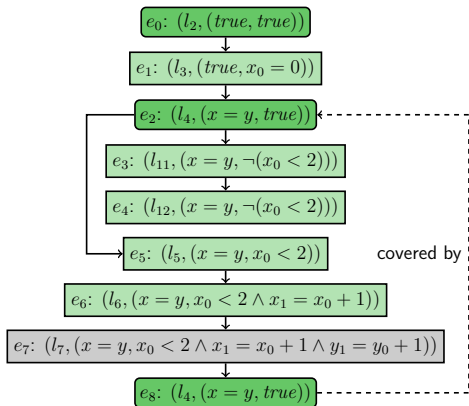 e₀: (l₂, (true, true))
e₁: (l₃, (true, x₀ = 0))
e₂: (l₄, (x = y, true))
e₃: (l₁₁, (x = y, ¬(x₀ < 2)))
e₄: (l₁₂, (x = y, ¬(x₀ < 2)))
e₅: (l₅, (x = y, x₀ < 2))
covered by
e₆: (l₆, (x = y, x₀ < 2 ∧ x₁ = x₀ + 1))
e₇: (l₇, (x = y, x₀ < 2 ∧ x₁ = x₀ + 1 ∧ y₁ = y₀ + 1))
e₈: (l₄, (x = y, true))